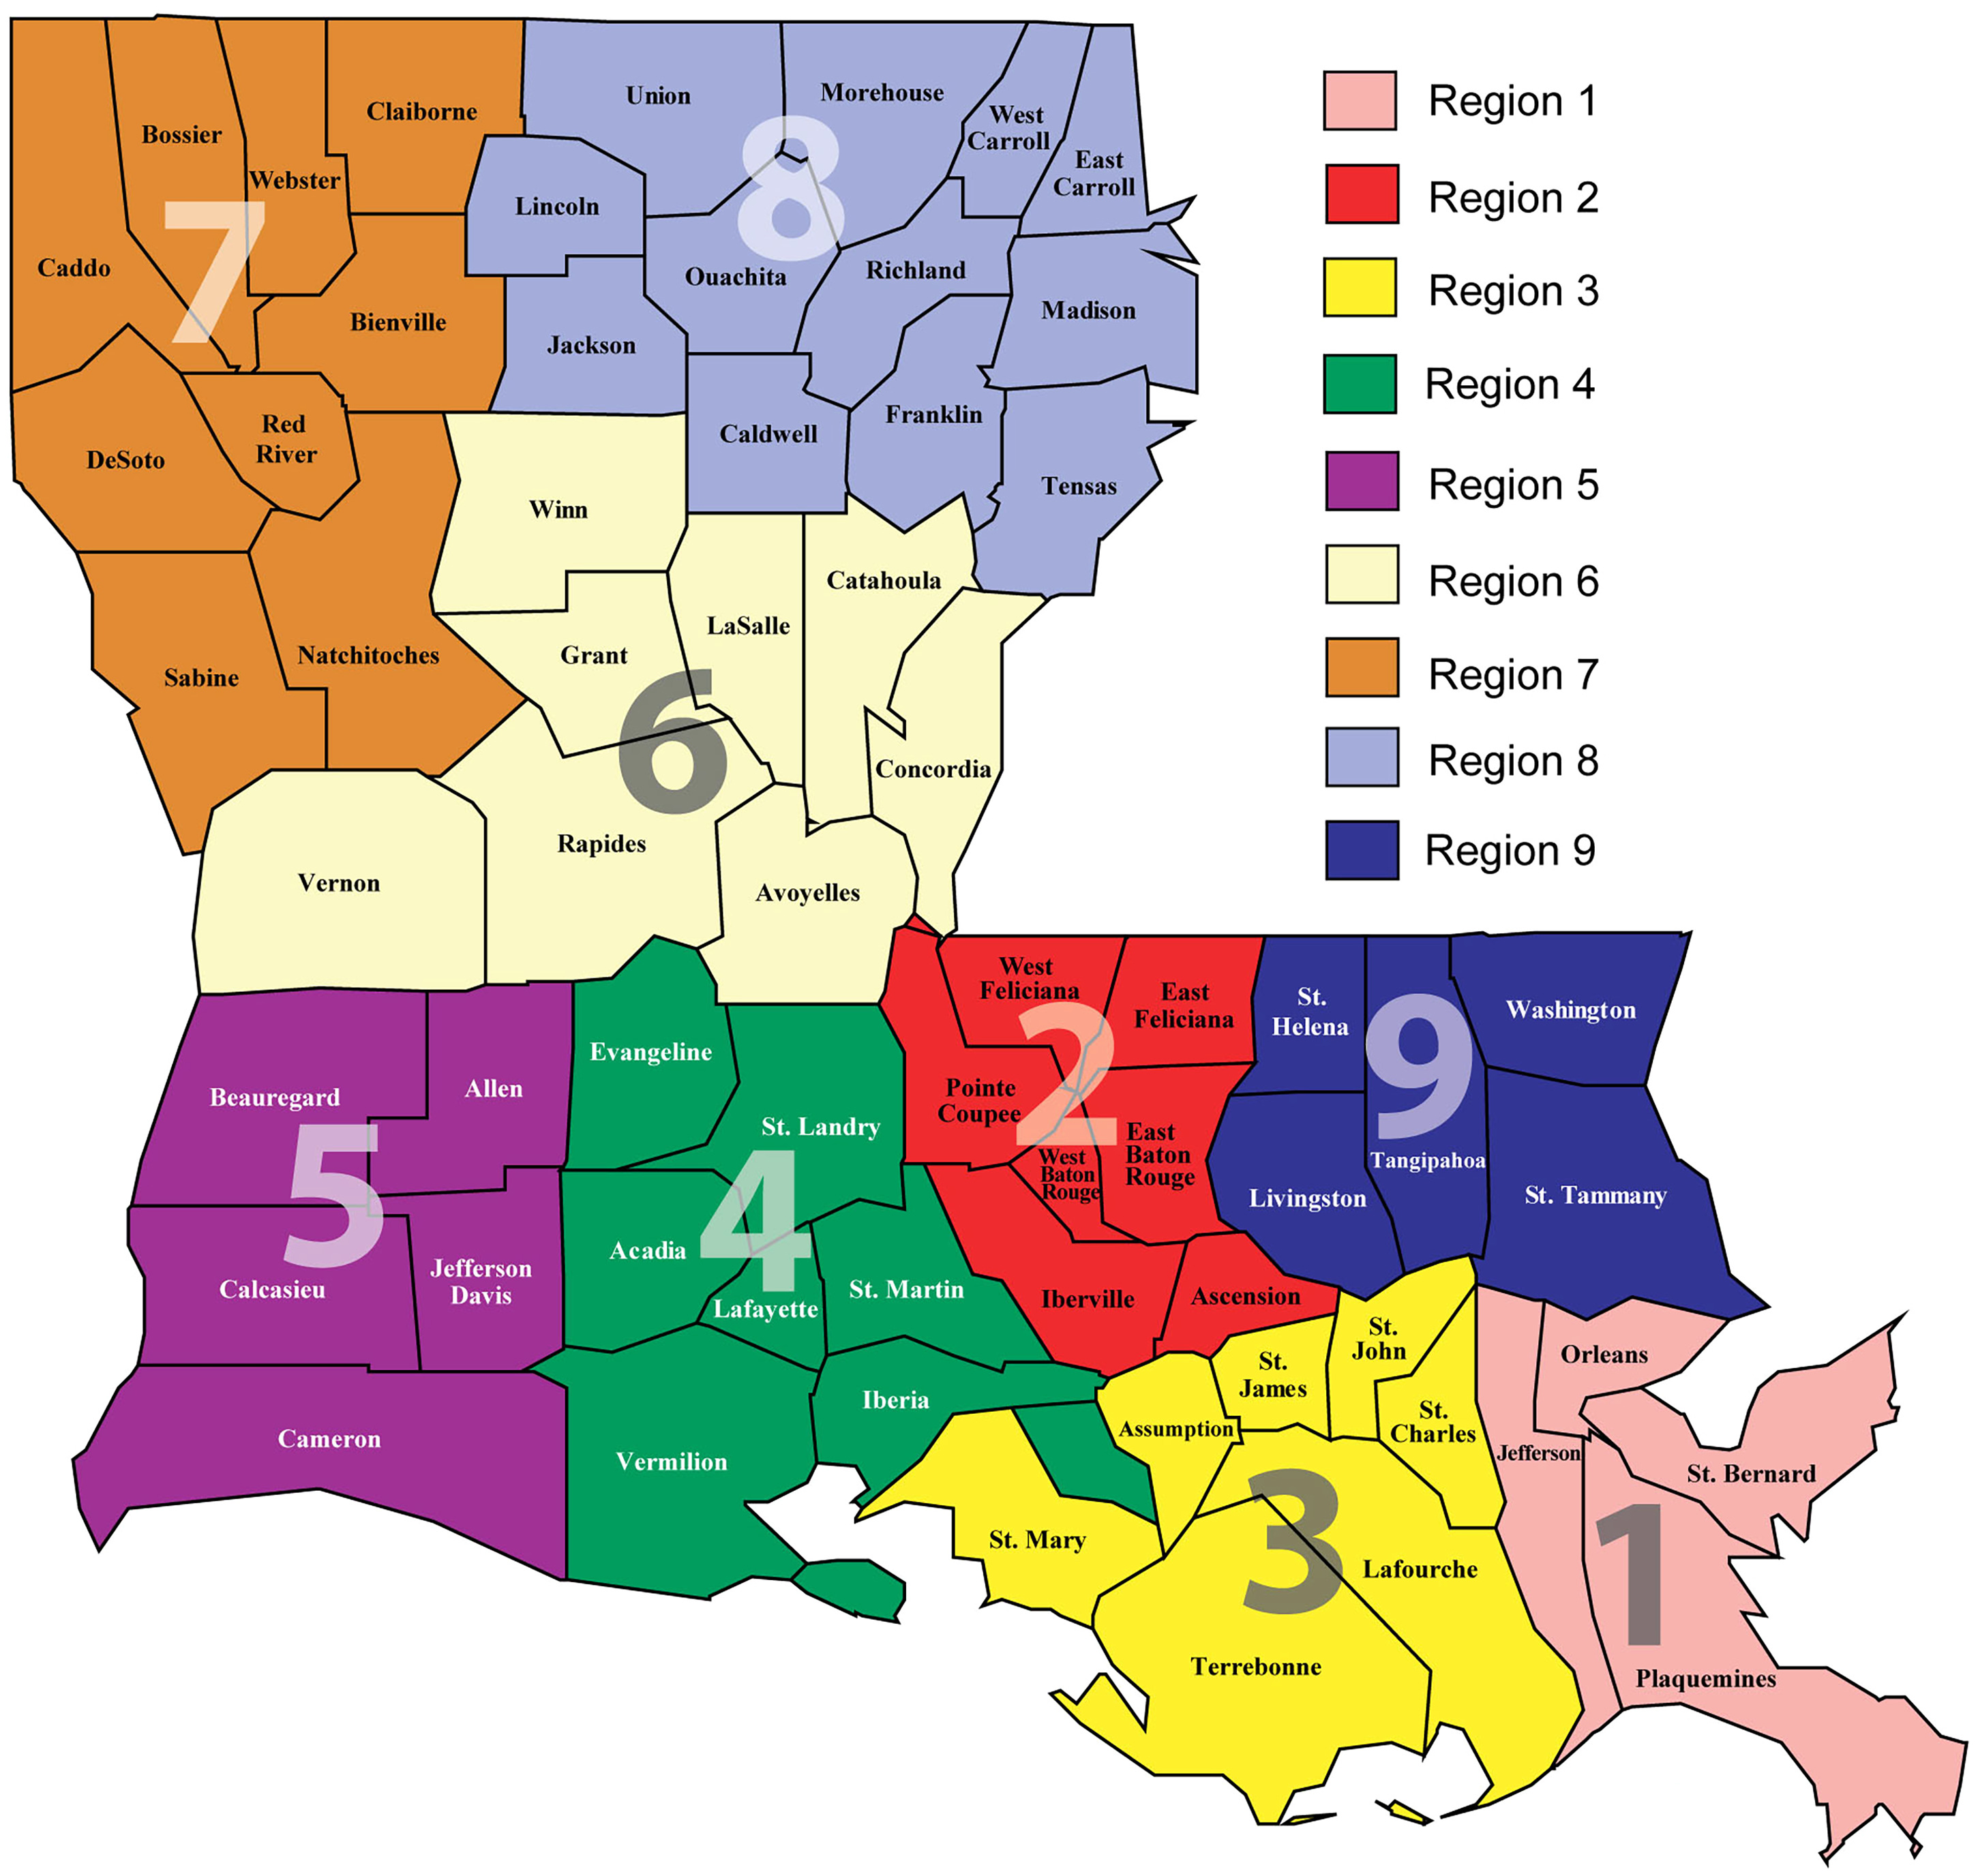 Union
Morehouse
Region 1
Claiborne
West
Carroll
Bossier
8
East
Carroll
Webster
Region 2
Lincoln
7
Caddo
Ouachita
Richland
Region 3
Madison
Bienville
Jackson
Region 4
Franklin
Red
River
Caldwell
DeSoto
Tensas
Region 5
Winn
Catahoula
Region 6
LaSalle
Natchitoches
Grant
Sabine
Region 7
6
Concordia
Region 8
Rapides
Region 9
Vernon
Avoyelles
West
Feliciana
East
Feliciana
St.
Helena
Washington
2
9
Evangeline
Beauregard
Allen
Pointe
Coupee
St. Landry
East
Baton
Rouge
West
Baton
Rouge
Tangipahoa
5
4
Livingston
St. Tammany
Acadia
Jefferson
Davis
Calcasieu
St. Martin
Lafayette
Iberville
Ascension
St.
John
Orleans
St.
James
Iberia
St.
Charles
Assumption
Cameron
Vermilion
Jefferson
St. Bernard
3
1
St. Mary
Lafourche
Terrebonne
Plaquemines